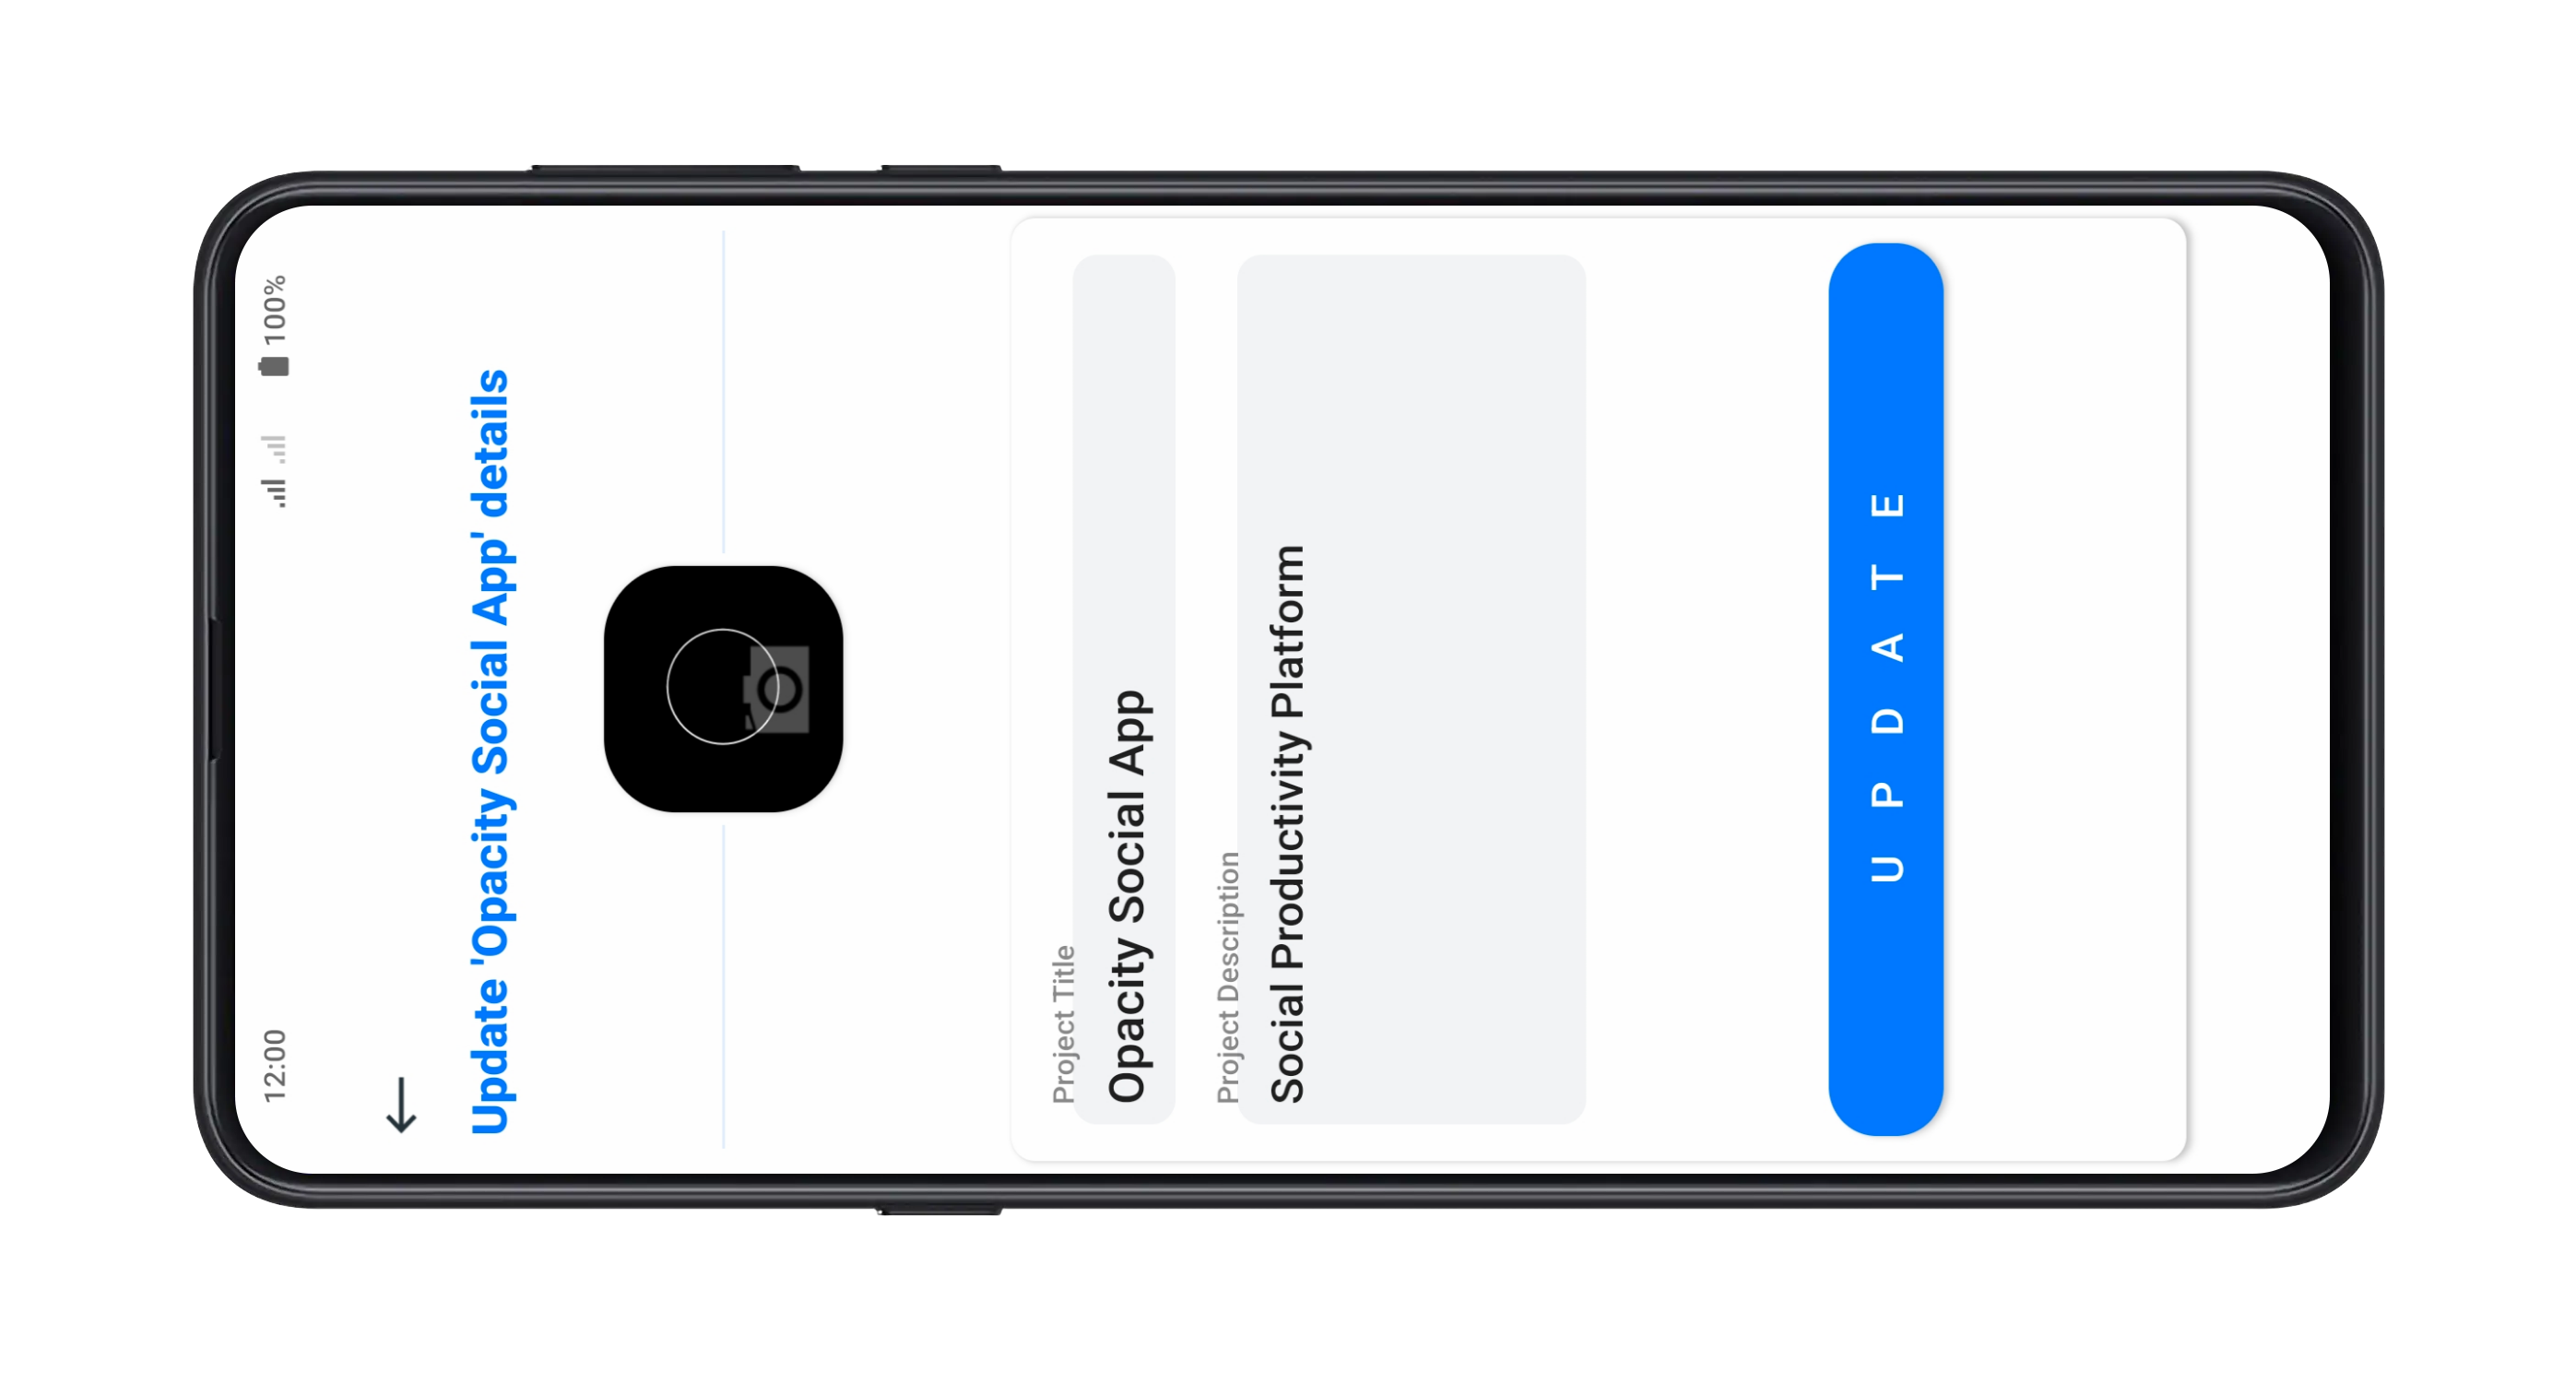 12:00
100%
Update 'Opacity Social App' details
Project Title
Opacity Social App
Project Description
Social Productivity Platform
UPDATE